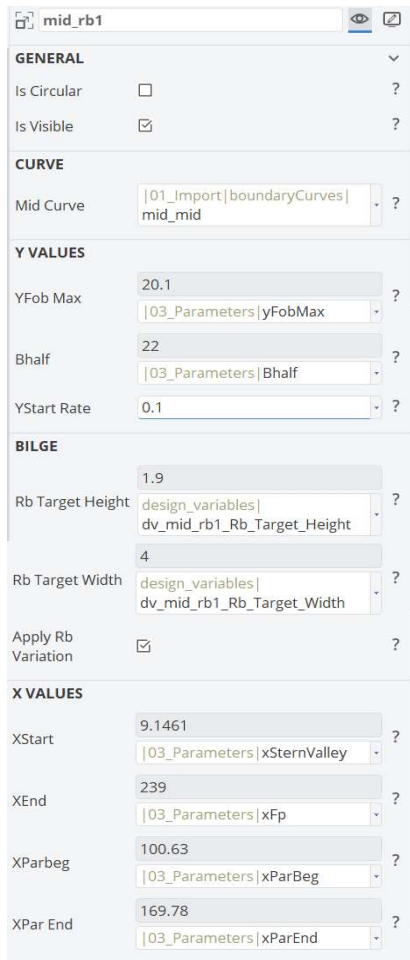 mid_rb1
GENERAL
Is Circular ?
Is Visible ?
CURVE
|01_Import|boundaryCurves|
Mid Curve ?
mid_mid
Y VALUES
20.1
YFob Max ?
|03_Parameters|yFobMax
22
Bhalf ?
|03_Parameters|Bhalf
YStart Rate 0.1 ?
BILGE
1.9
Rb Target Height design_variables| ?
dv_mid_rb1_Rb_Target_Height
4
Rb Target Width design_variables| ?
dv_mid_rb1_Rb_Target_Width
Apply Rb
Variation ?
X VALUES
9.1461
XStart ?
|03_Parameters|xSternValley
239
XEnd ?
|03_Parameters|xFp
100.63
XParbeg ?
|03_Parameters|xParBeg
169.78
XPar End ?
|03_Parameters|xParEnd